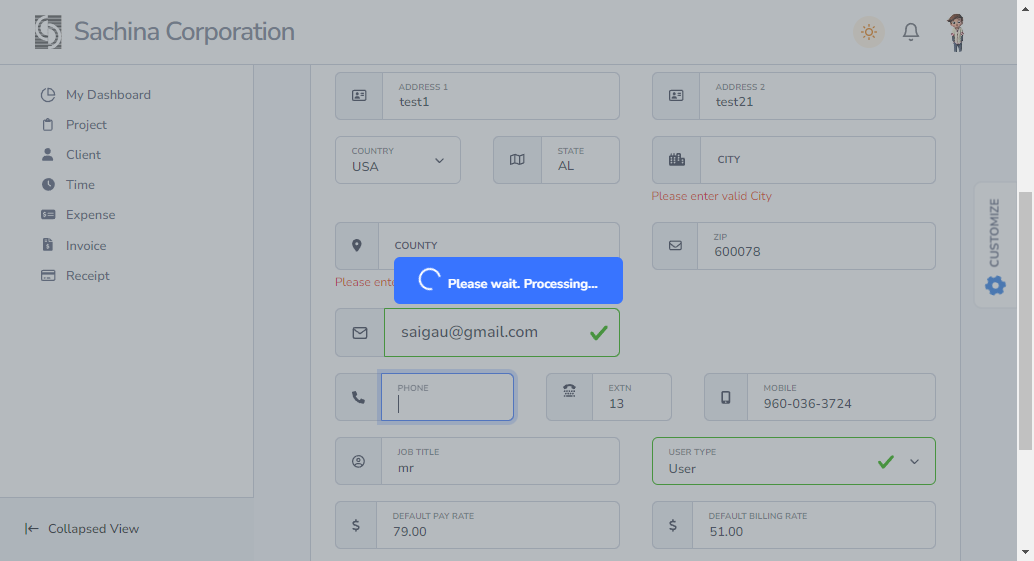 Sachina Corporation
My Dashboard
Project
Client
Time
Expense
Invoice
Receipt
Collapsed View
ADDRESS 1
test1
ADDRESS 2
test21
COUNTRY
USA
STATE
AL
CITY
Please enter valid City
COUNTY
Please
ZIP
600078
Please wait. Processing...
saigau@gmail.com
PHONE
EXTN
13
MOBILE
960-036-3724
JOB TITLE
mr
USER TYPE
User
DEFAULT PAY RATE
79.00
DEFAULT BILLING RATE
51.00
CUSTOMIZE